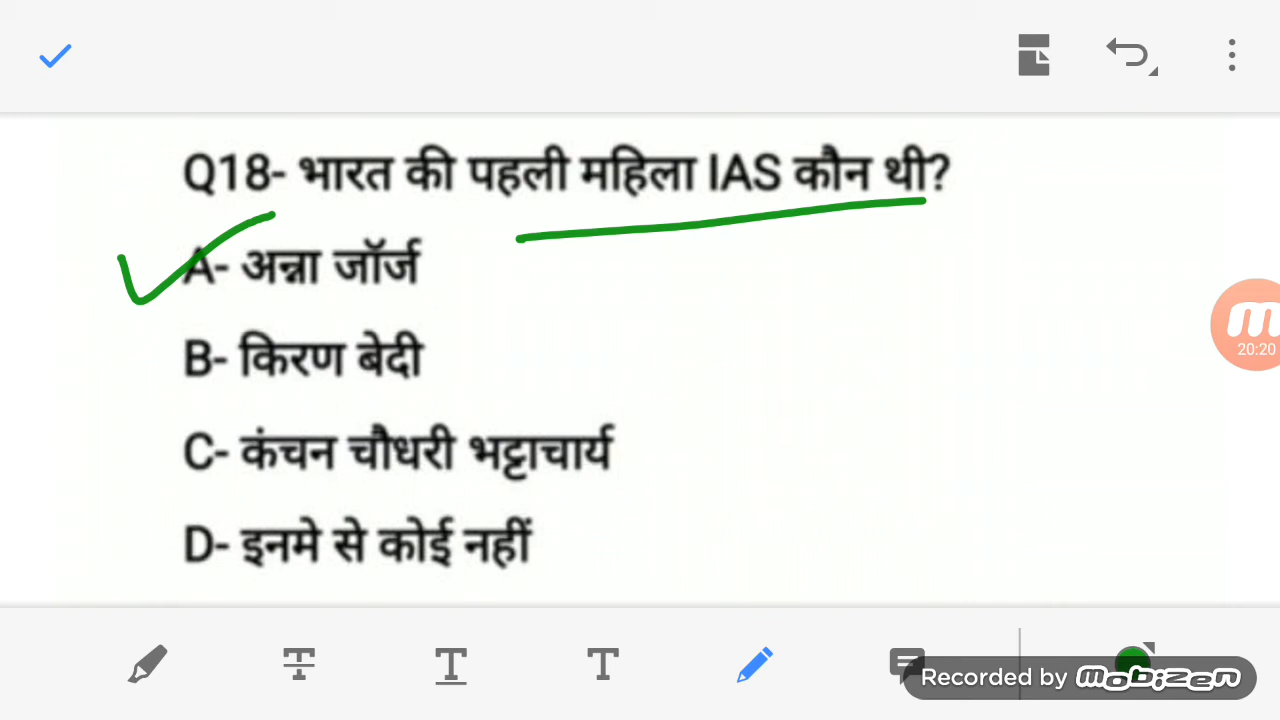 Q18- भारत की पहली महिला IAS कौन थी?
A- अन्ना जॉर्ज
B- किरण बेदी
C- कंचन चौधरी भट्टाचार्य
D- इनमे से कोई नहीं
m
20:20
T T T
Recorded by mobizen